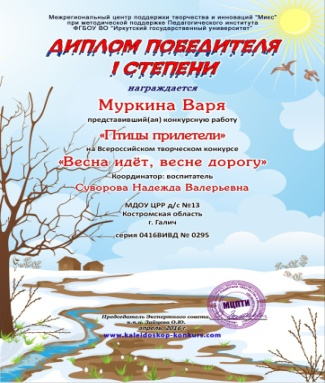 Межрегиональный центр поддержки творчества и инноваций "Микс"
при методической поддержке Педагогического института
ФГБОУ ВО "Иркутский государственный университет"
ДИПЛОМ ПОБЕДИТЕЛЯ
I СТЕПЕНИ
награждается
Муркина Варя
представивший(ая) конкурсную работу
«Птицы прилетели»
на Всероссийском творческом конкурсе
«Весна идёт, весне дорогу»
Координатор: воспитатель
Суворова Надежда Валерьевна
МДОУ ЦРР д/с №13
Костромская область
г. Галич
серия 0416ВИВД № 0295
МЦПТИ
Председатель Экспертного совета,
к.п.н. Зайцева О.Ю.
апрель, 2016 г.
www.kaleidoskop-konkurs.com